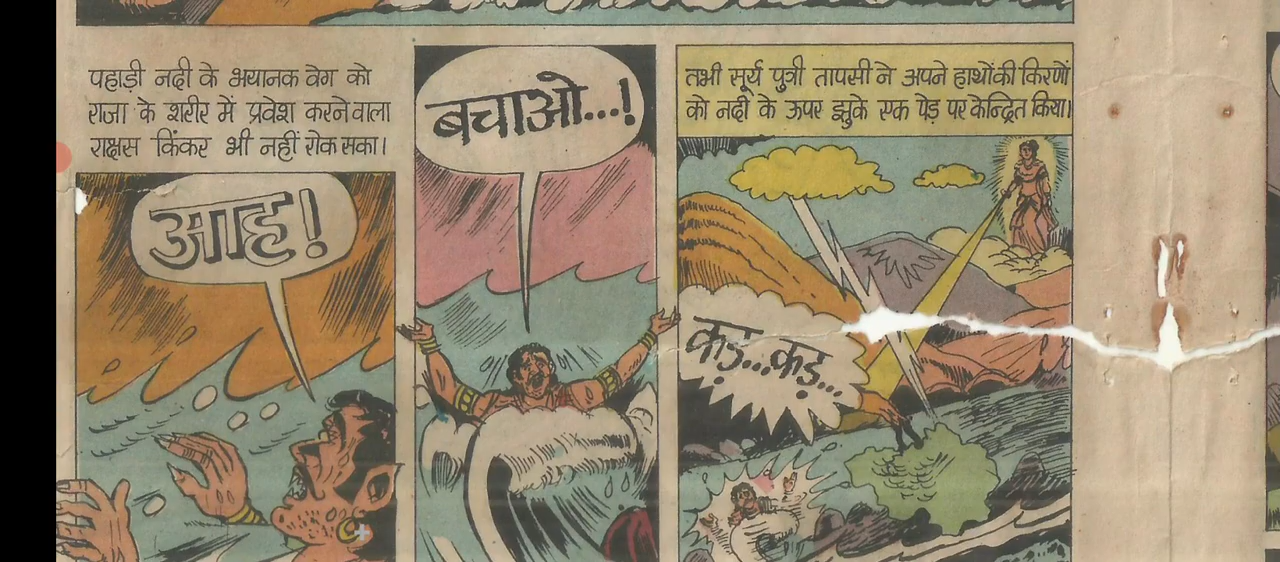 पहाड़ी नदी के भयानक वेग को
राजा के शरीर में प्रवेश करने वाला
राक्षस किंकर भी नहीं रोक सका।
आह!
बचाओ...!
तभी सूर्य पुत्री तापसी ने अपने हाथोंकी किरणों
को नदी के ऊपर झुके एक पेड़ पर केन्द्रित किया।
कड़...कड़...